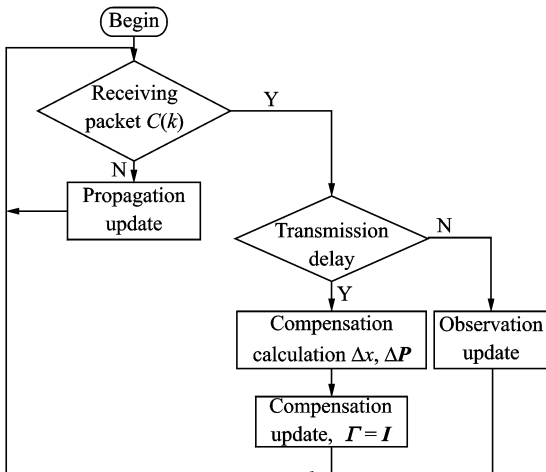 Begin
Receiving
packet C(k)
Y
N
Propagation
update
Transmission
delay
N
Y
Compensation
calculation Δx, ΔP
Observation
update
Compensation
update, Γ = I